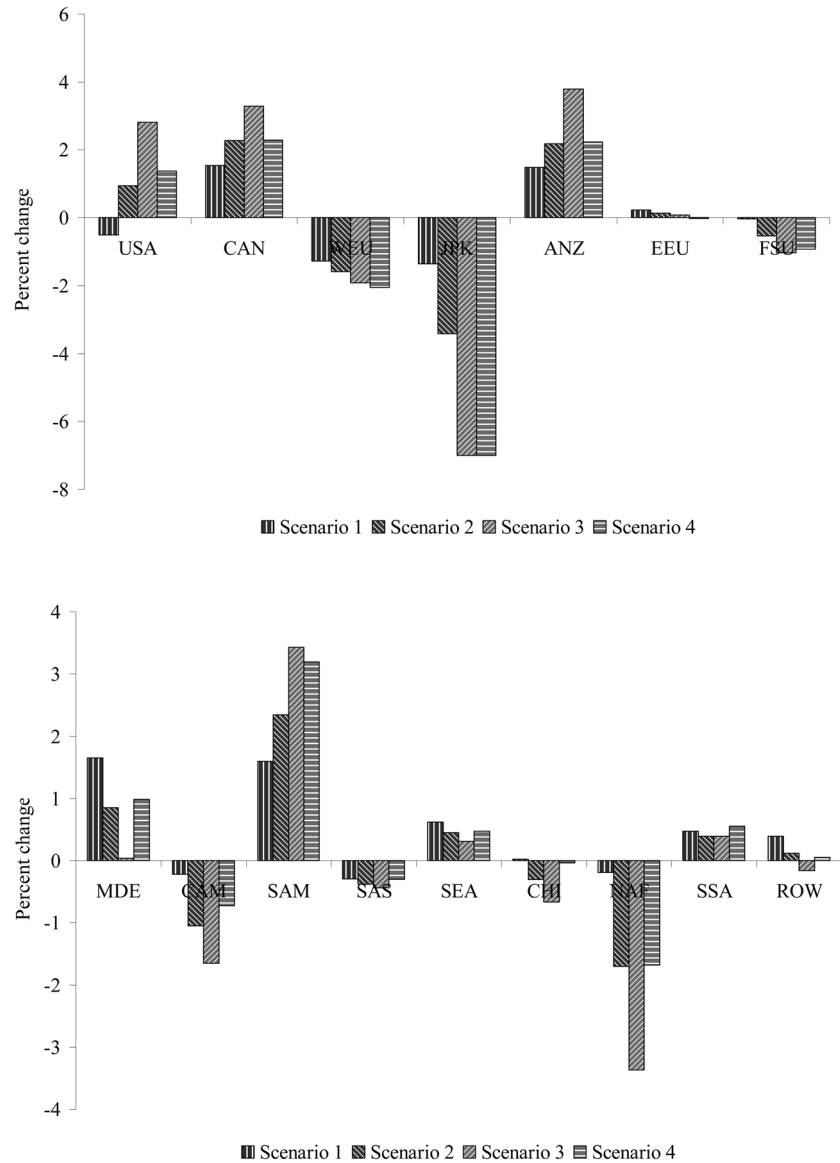 6
4
2
0
-2
-4
-6
-8
Percent change
USA CAN WEU JPK ANZ EEU FSU
Scenario 1 Scenario 2 Scenario 3 Scenario 4
4
3
2
1
0
-1
-2
-3
-4
Percent change
MDE CAM SAM SAS SEA CHI NAF SSA ROW
Scenario 1 Scenario 2 Scenario 3 Scenario 4